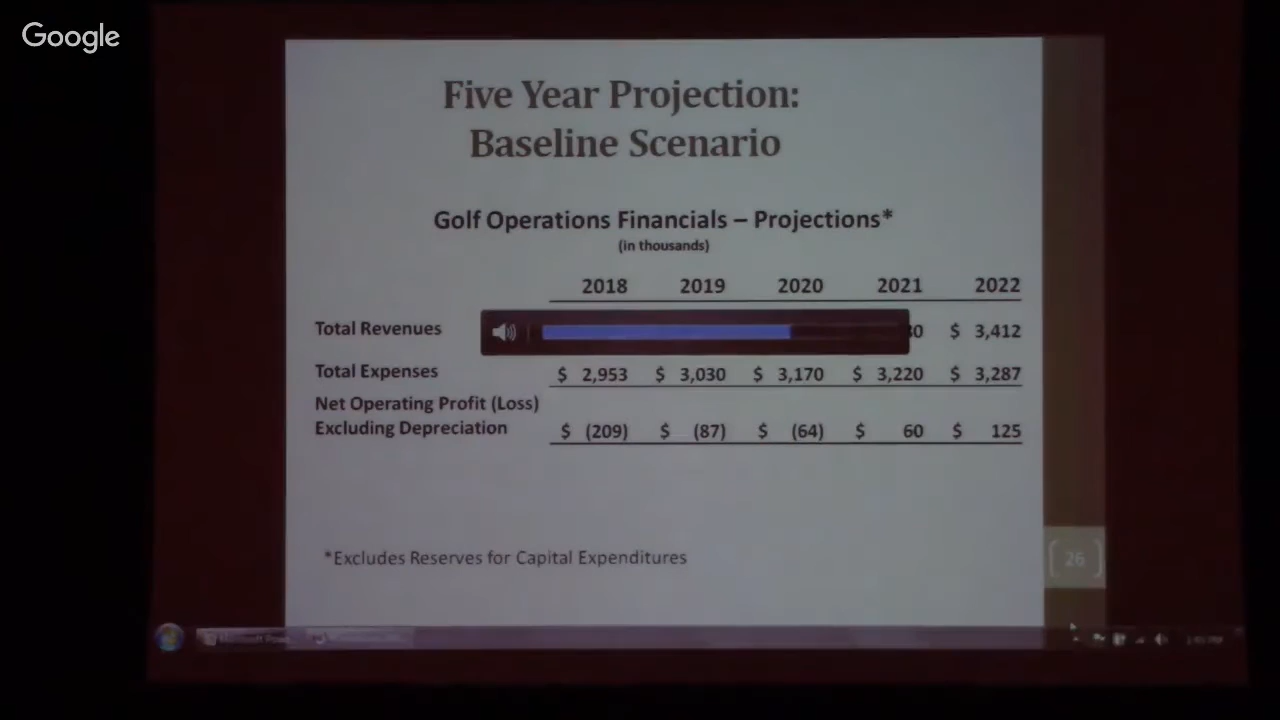 Google
Five Year Projection:
Baseline Scenario
Golf Operations Financials – Projections*
(in thousands)
2018 2019 2020 2021 2022
Total Revenues $ 3,412
Total Expenses $ 2,953 $ 3,030 $ 3,170 $ 3,220 $ 3,287
Net Operating Profit (Loss)
Excluding Depreciation $ (209) $ (87) $ (64) $ 60 $ 125
*Excludes Reserves for Capital Expenditures
26